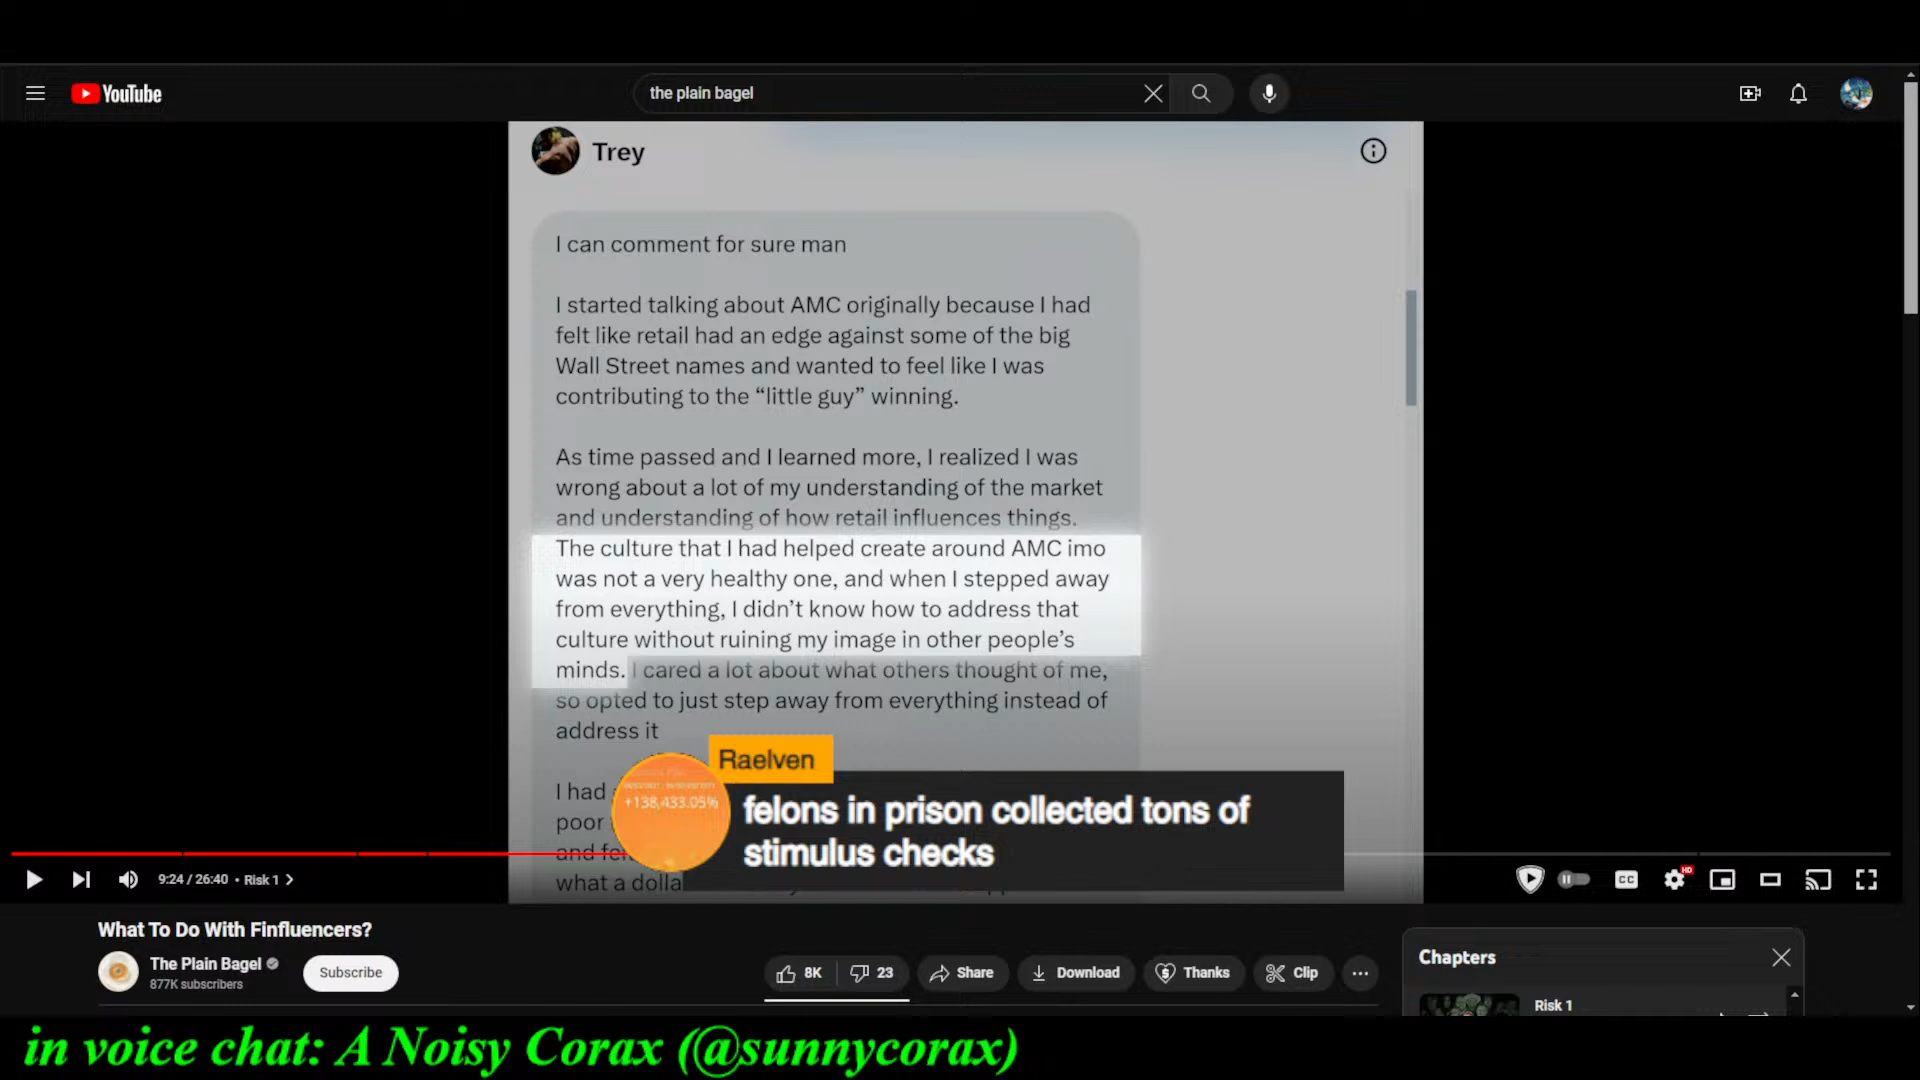 YouTube
the plain bagel
Trey
I can comment for sure man
I started talking about AMC originally because I had
felt like retail had an edge against some of the big
Wall Street names and wanted to feel like I was
contributing to the “little guy” winning.
As time passed and I learned more, I realized I was
wrong about a lot of my understanding of the market
and understanding of how retail influences things.
The culture that I had helped create around AMC imo
was not a very healthy one, and when I stepped away
from everything, I didn’t know how to address that
culture without ruining my image in other people’s
minds. I cared a lot about what others thought of me,
so opted to just step away from everything instead of
address it
I had
poor
and
what a dolla
Raelven
+138,433.05%
felons in prison collected tons of
stimulus checks
9:24 / 26:40 • Risk 1
CC
HD
What To Do With Finfluencers?
The Plain Bagel
877K subscribers
Subscribe
8K
23
Share
Download
Thanks
Clip
Chapters
Risk 1
in voice chat: A Noisy Corax (@sunnycorax)